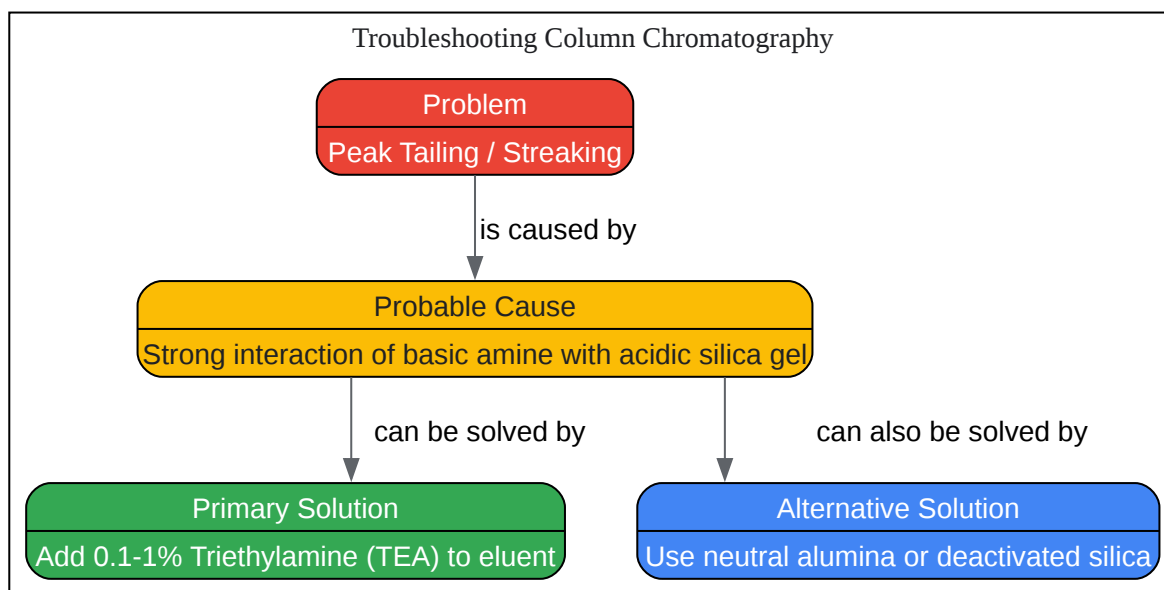 Troubleshooting Column Chromatography
Problem
Peak Tailing / Streaking
is caused by
Probable Cause
Strong interaction of basic amine with acidic silica gel
can be solved by
can also be solved by
Primary Solution
Add 0.1-1% Triethylamine (TEA) to eluent
Alternative Solution
Use neutral alumina or deactivated silica